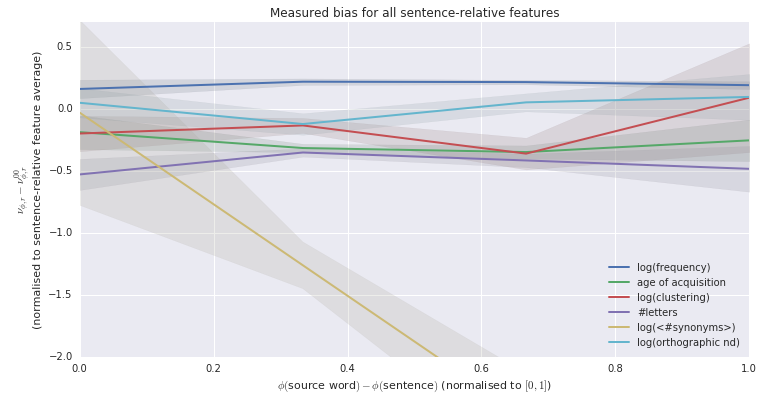 Measured bias for all sentence-relative features
0.5
0.0
−0.5
−1.0
−1.5
−2.0
0.0 0.2 0.4 0.6 0.8 1.0
ν_{ϕ,r} − ν^{00}_{ϕ,r}
(normalised to sentence-relative feature average)
ϕ(source word) − ϕ(sentence) (normalised to [0, 1])
log(frequency)
age of acquisition
log(clustering)
#letters
log(<#synonyms>)
log(orthographic nd)